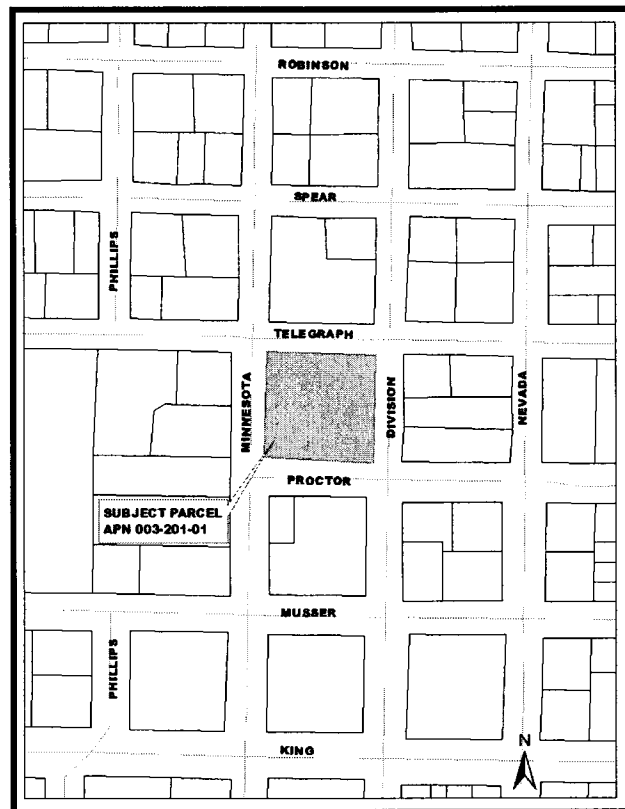 ROBINSON
SPEAR
PHILLIPS
TELEGRAPH
MINNESOTA
DIVISION
NEVADA
PROCTOR
SUBJECT PARCEL
APN 003-201-01
MUSSER
PHILLIPS
KING
N